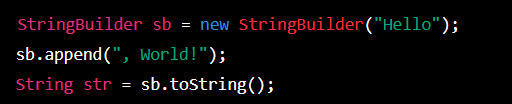 StringBuilder sb = new StringBuilder("Hello");
sb.append(", World!");
String str = sb.toString();